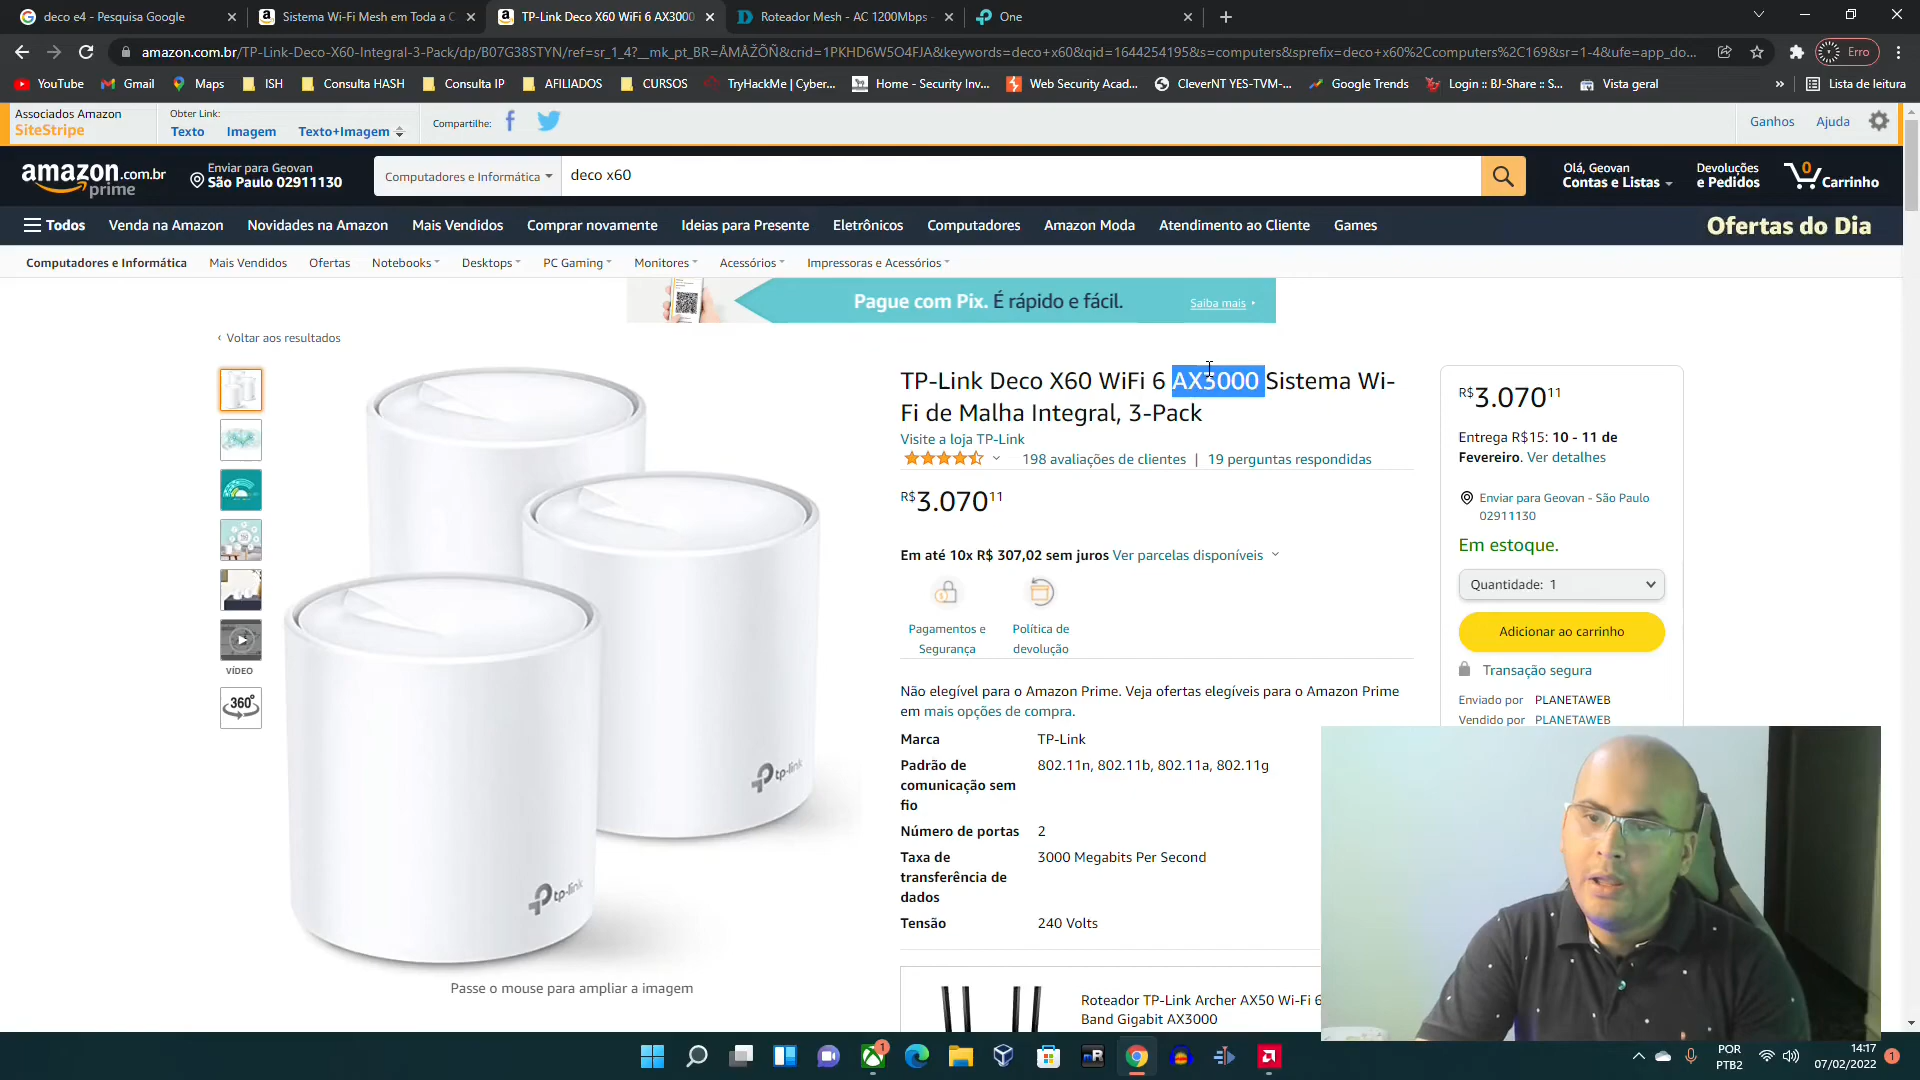 deco e4 - Pesquisa Google
Sistema Wi-Fi Mesh em Toda a C
TP-Link Deco X60 WiFi 6 AX3000
Roteador Mesh - AC 1200Mbps -
One
amazon.com.br/TP-Link-Deco-X60-Integral-3-Pack/dp/B07G38STYN/ref=sr_1_4?__mk_pt_BR=ÅMÅŽÕÑ&crid=1PKHD6W5O4FJA&keywords=deco+x60&qid=1644254195&s=computers&sprefix=deco+x60%2Ccomputers%2C169&sr=1-4&ufe=app_do...
Erro
YouTube
Gmail
Maps
ISH
Consulta HASH
Consulta IP
AFILIADOS
CURSOS
TryHackMe | Cyber...
Home - Security Inv...
Web Security Acad...
CleverNT YES-TVM-...
Google Trends
Login :: BJ-Share :: S...
Vista geral
»
Lista de leitura
Associados Amazon
SiteStripe
Obter Link:
Texto
Imagem
Texto+Imagem
Compartilhe:
Ganhos
Ajuda
amazon.com.br
prime
Enviar para Geovan
São Paulo 02911130
Computadores e Informática
deco x60
Olá, Geovan
Contas e Listas
Devoluções
e Pedidos
0
Carrinho
Todos
Venda na Amazon
Novidades na Amazon
Mais Vendidos
Comprar novamente
Ideias para Presente
Eletrônicos
Computadores
Amazon Moda
Atendimento ao Cliente
Games
Ofertas do Dia
Computadores e Informática
Mais Vendidos
Ofertas
Notebooks
Desktops
PC Gaming
Monitores
Acessórios
Impressoras e Acessórios
Pague com Pix. É rápido e fácil.
Saiba mais
‹ Voltar aos resultados
TP-Link Deco X60 WiFi 6 AX3000 Sistema Wi-
Fi de Malha Integral, 3-Pack
Visite a loja TP-Link
198 avaliações de clientes | 19 perguntas respondidas
R$3.07011
Em até 10x R$ 307,02 sem juros Ver parcelas disponíveis
Pagamentos e
Segurança
Política de
devolução
Não elegível para o Amazon Prime. Veja ofertas elegíveis para o Amazon Prime
em mais opções de compra.
Marca TP-Link
Padrão de
comunicação sem
fio
802.11n, 802.11b, 802.11a, 802.11g
Número de portas 2
Taxa de
transferência de
dados
3000 Megabits Per Second
Tensão 240 Volts
Roteador TP-Link Archer AX50 Wi-Fi 6
Band Gigabit AX3000
R$3.07011
Entrega R$15: 10 - 11 de
Fevereiro. Ver detalhes
Enviar para Geovan - São Paulo
02911130
Em estoque.
Quantidade: 1
Adicionar ao carrinho
Transação segura
Enviado por PLANETAWEB
Vendido por PLANETAWEB
VÍDEO
360°
tp-link
tp-link
Passe o mouse para ampliar a imagem
1
mR
POR
PTB2
14:17
07/02/2022
1